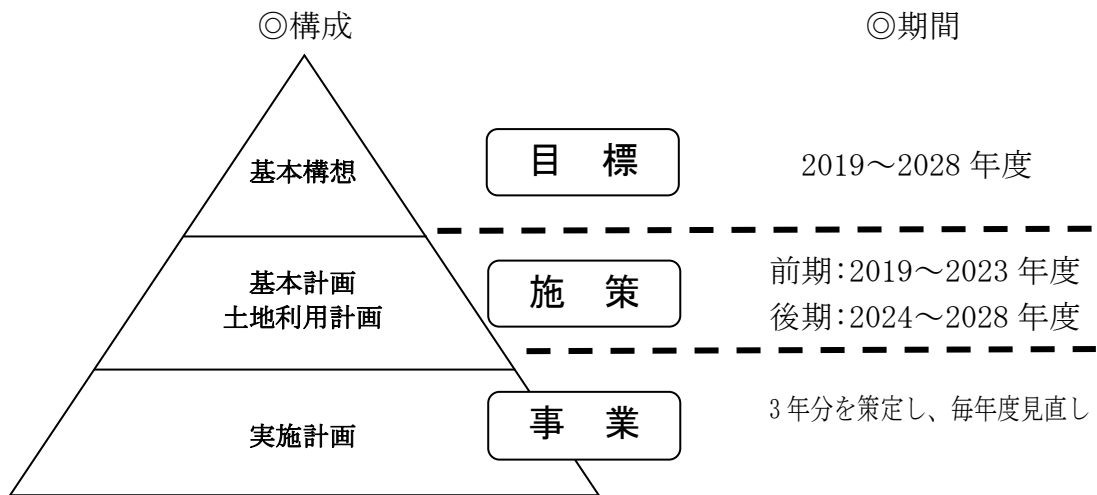 ◎構成
◎期間
基本構想
目 標
2019～2028 年度
基本計画
土地利用計画
施 策
前期:2019～2023 年度
後期:2024～2028 年度
実施計画
事 業
3 年分を策定し、毎年度見直し